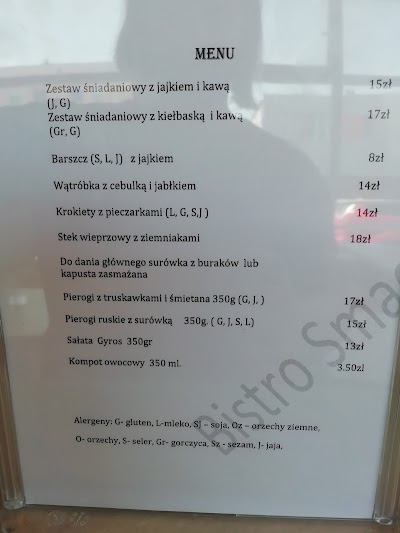 MENU
Zestaw śniadaniowy z jajkiem i kawą 15zł
(J, G)
Zestaw śniadaniowy z kiełbaską i kawą 17zł
(Gr, G)
Barszcz (S, L, J) z jajkiem 8zł
Wątróbka z cebulką i jabłkiem 14zł
Krokiety z pieczarkami (L, G, S,J ) 14zł
Stek wieprzowy z ziemniakami 18zł
Do dania głównego surówka z buraków lub
kapusta zasmażana
Pierogi z truskawkami i śmietana 350g (G, J, ) 17zł
Pierogi ruskie z surówką 350g. ( G, J, S, L) 15zł
Sałata Gyros 350gr 13zł
Kompot owocowy 350 ml. 3.50zl
Bistro Smac
Alergeny: G- gluten, L-mleko, SJ – soja, Oz – orzechy ziemne,
O- orzechy, S- seler, Gr- gorczyca, Sz - sezam, J- jaja,